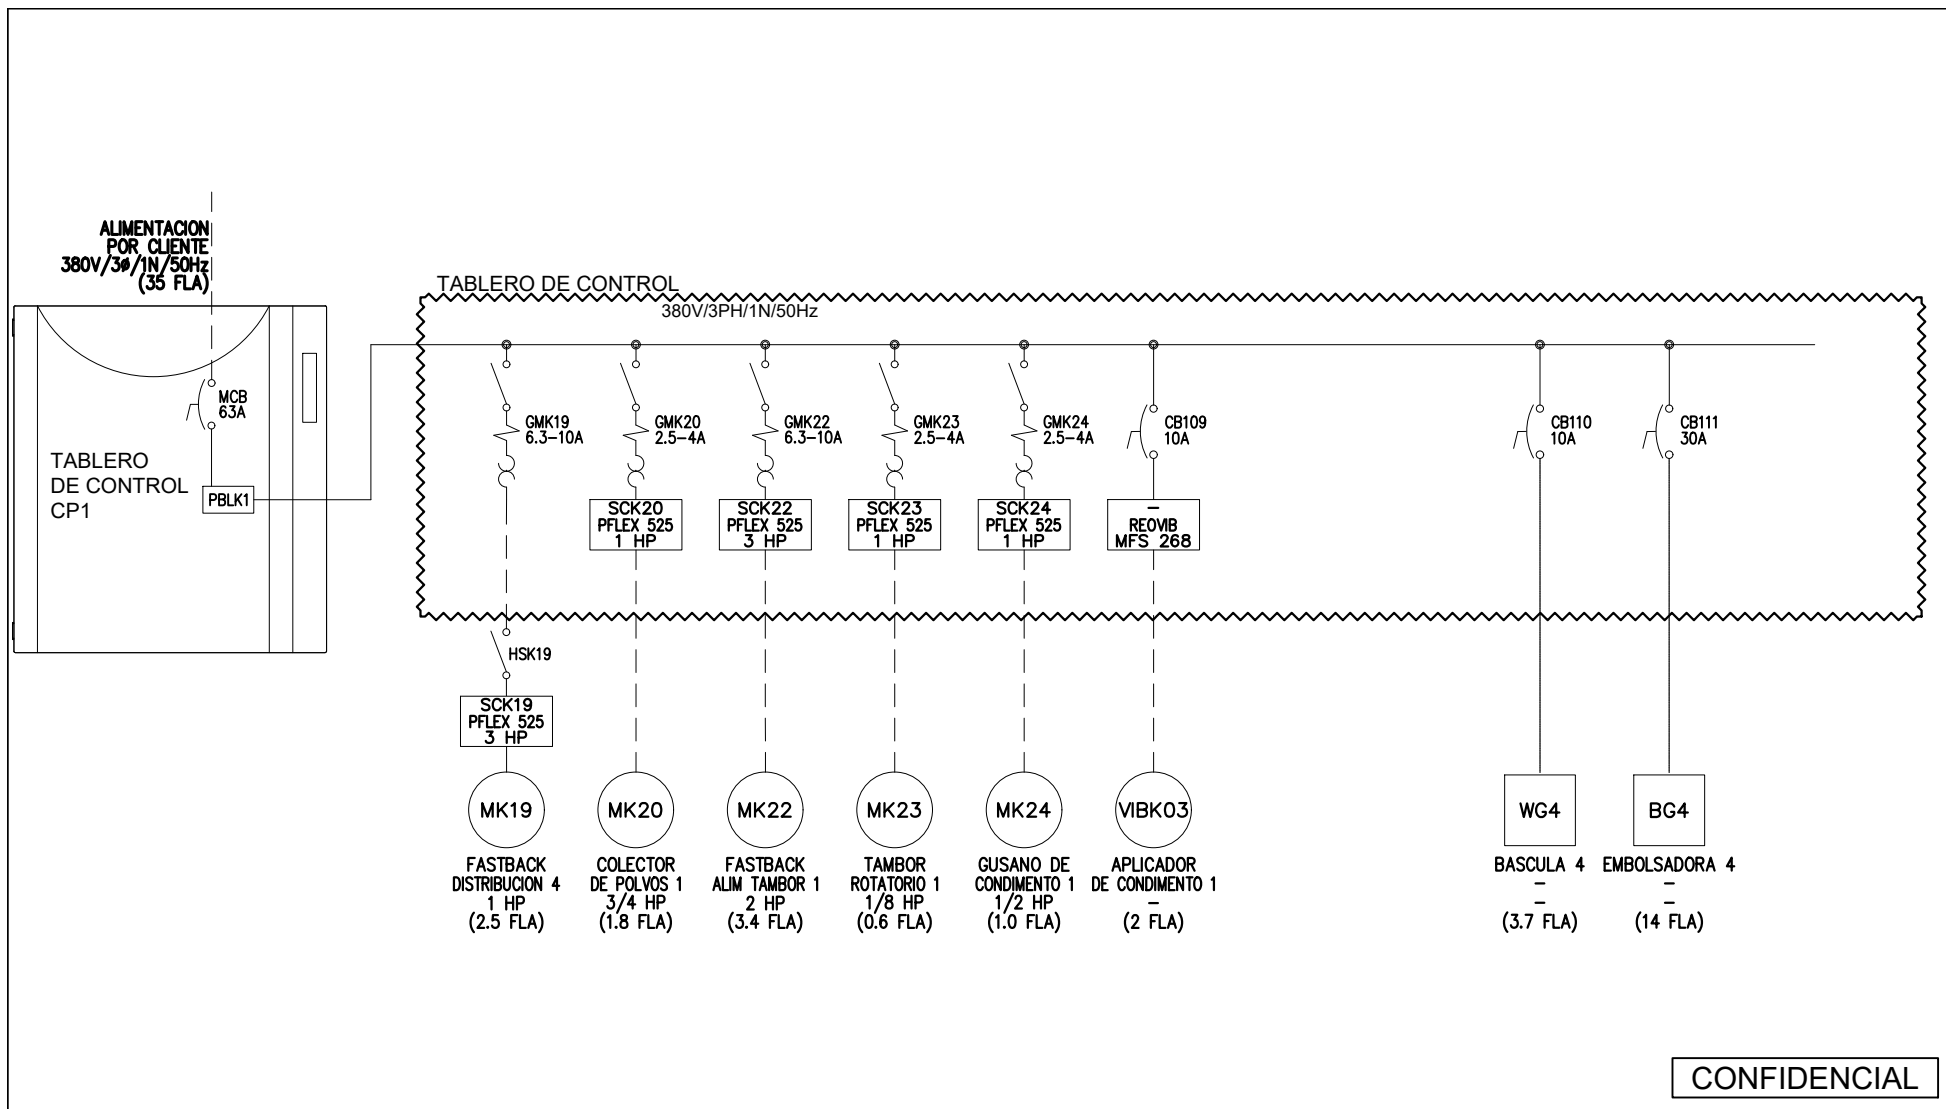 ALIMENTACION
POR CLIENTE
380V/3ø/1N/50Hz
(35 FLA)
MCB
63A
TABLERO
DE CONTROL
CP1
PBLK1
TABLERO DE CONTROL
380V/3PH/1N/50Hz
GMK19
6.3-10A
GMK20
2.5-4A
GMK22
6.3-10A
GMK23
2.5-4A
GMK24
2.5-4A
CB109
10A
CB110
10A
CB111
30A
SCK20
PFLEX 525
1 HP
SCK22
PFLEX 525
3 HP
SCK23
PFLEX 525
1 HP
SCK24
PFLEX 525
1 HP
-
REOVIB
MFS 268
HSK19
SCK19
PFLEX 525
3 HP
MK19
FASTBACK
DISTRIBUCION 4
1 HP
(2.5 FLA)
MK20
COLECTOR
DE POLVOS 1
3/4 HP
(1.8 FLA)
MK22
FASTBACK
ALIM TAMBOR 1
2 HP
(3.4 FLA)
MK23
TAMBOR
ROTATORIO 1
1/8 HP
(0.6 FLA)
MK24
GUSANO DE
CONDIMENTO 1
1/2 HP
(1.0 FLA)
VIBK03
APLICADOR
DE CONDIMENTO 1
-
(2 FLA)
WG4
BASCULA 4
-
-
(3.7 FLA)
BG4
EMBOLSADORA 4
-
-
(14 FLA)
CONFIDENCIAL